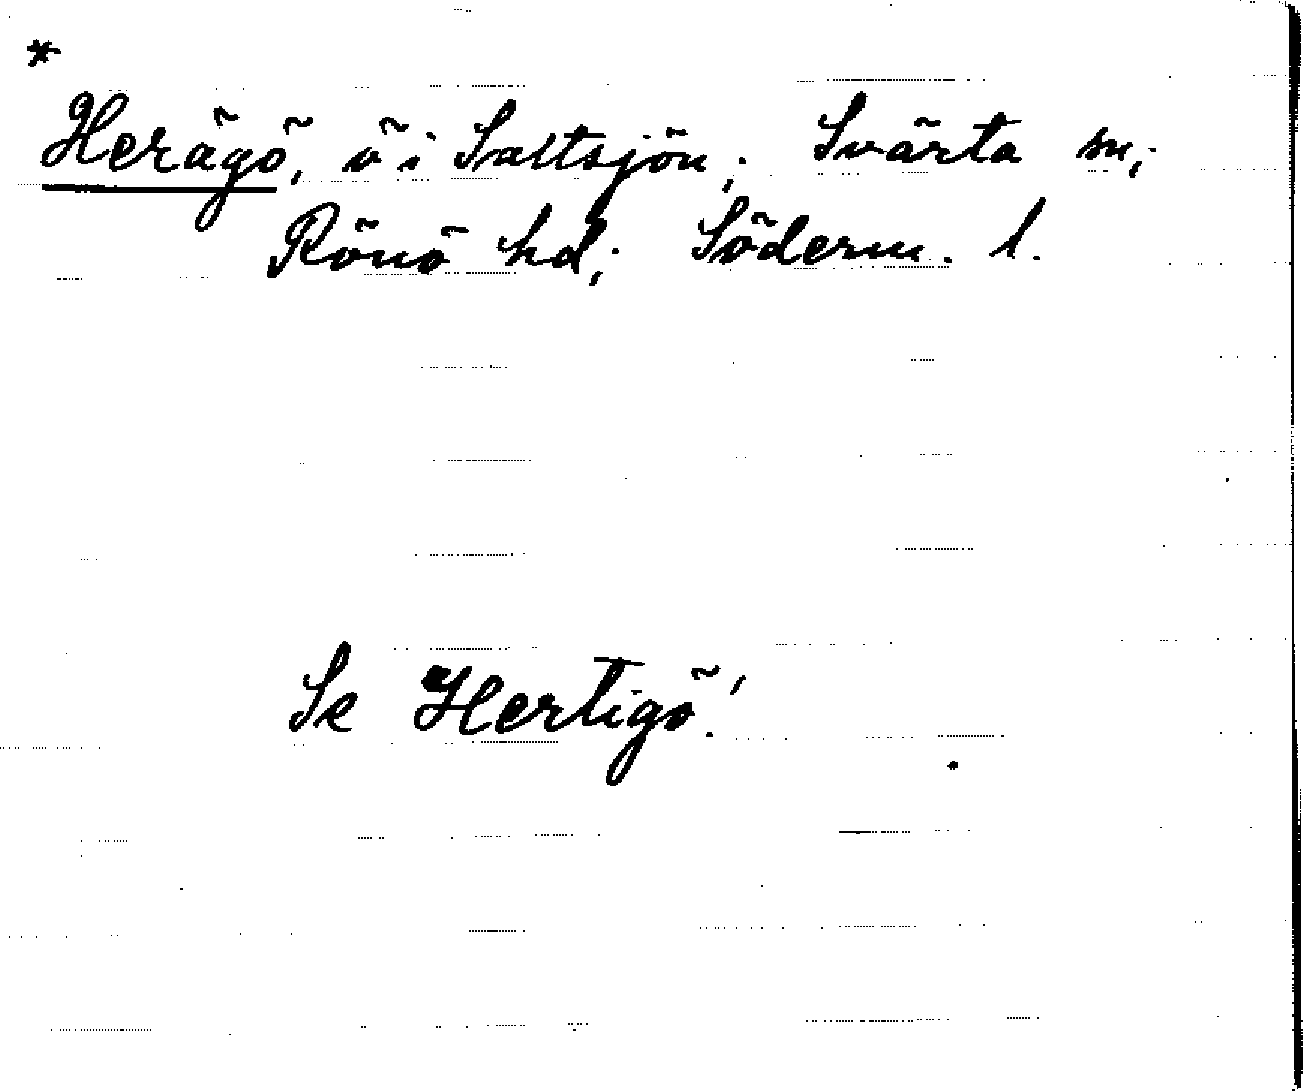 *
Herägö, ö i Saltsjön; Svärta sn;
Rönö hd; Söderm. l.
Se Hertigö!